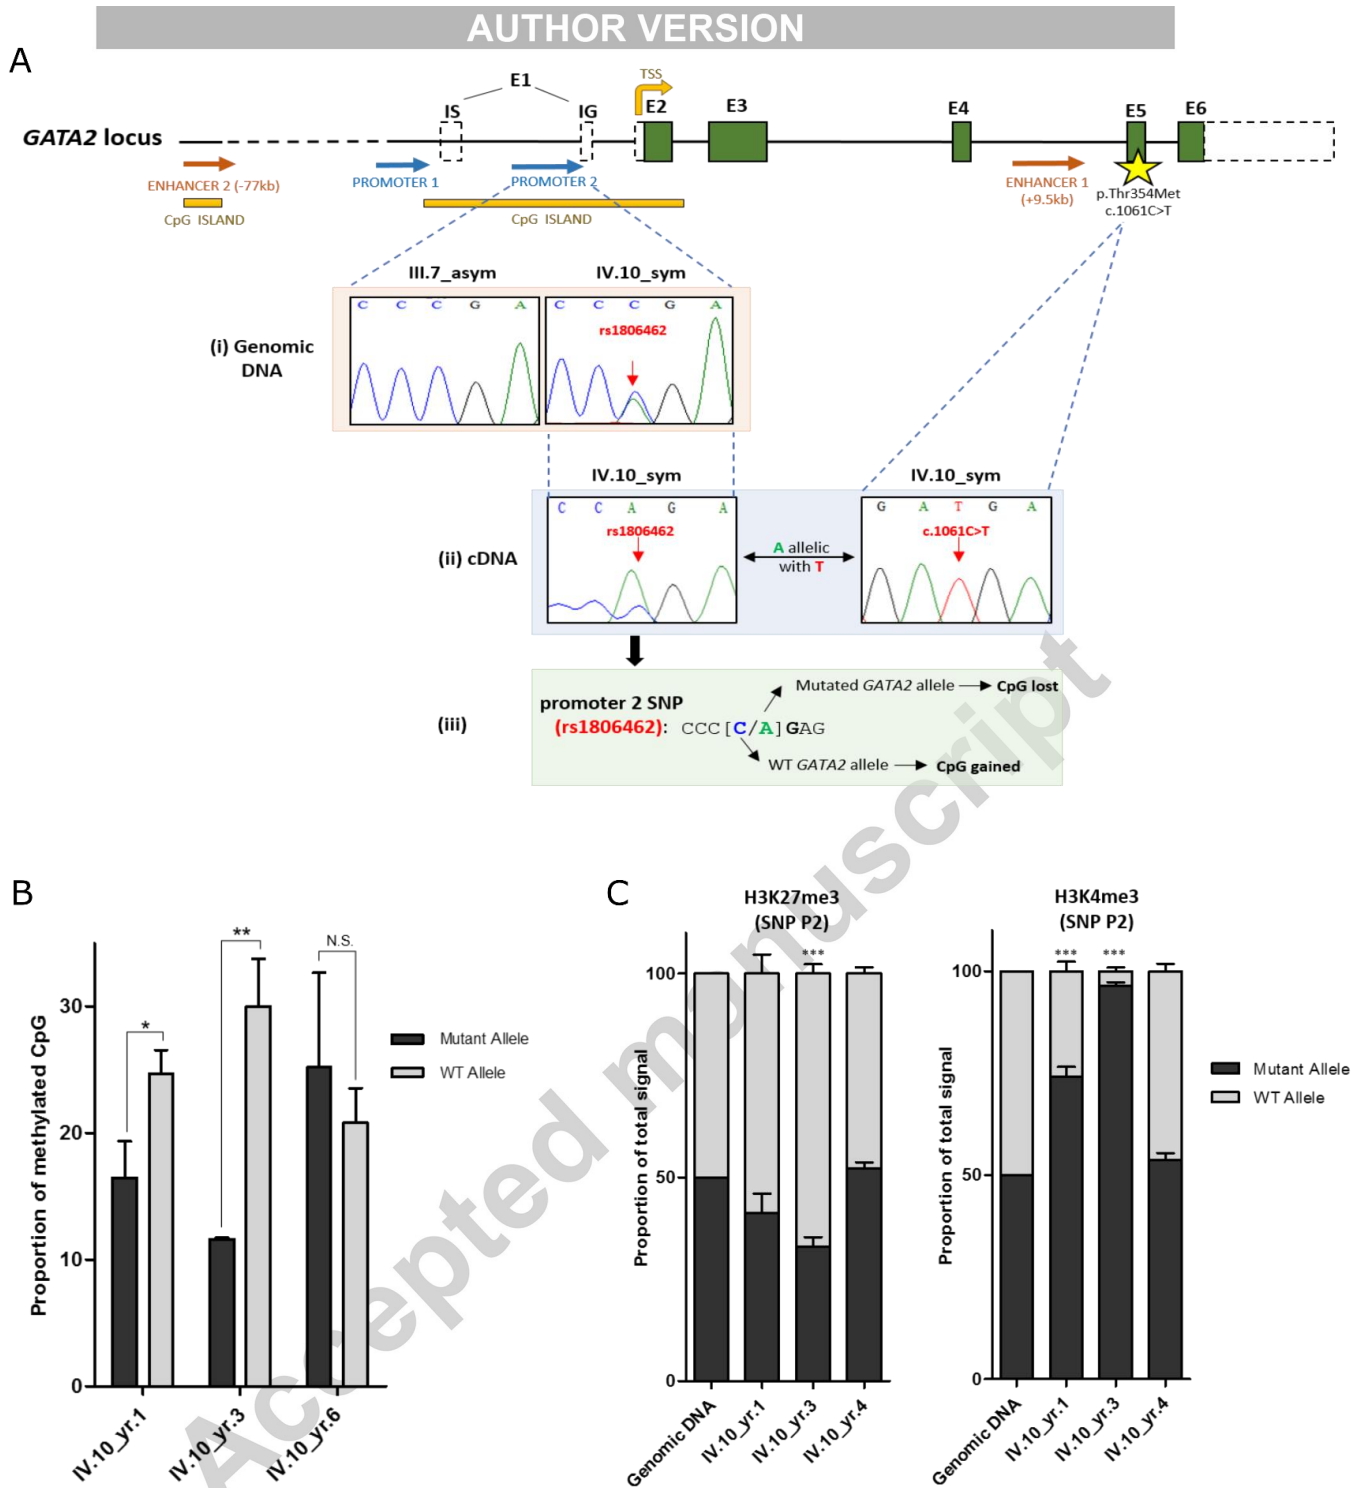 AUTHOR VERSION
A
E1
TSS
IS
IG
E2
E3
E4
E5
E6
GATA2 locus
ENHANCER 2 (-77kb)
PROMOTER 1
PROMOTER 2
ENHANCER 1
(+9.5kb)
p.Thr354Met
c.1061C>T
CpG ISLAND
CpG ISLAND
III.7_asym
IV.10_sym
C C C G A
C C C G A
rs1806462
(i) Genomic
DNA
IV.10_sym
IV.10_sym
C C A G A
G A T G A
rs1806462
c.1061C>T
(ii) cDNA
A allelic
with T
Mutated GATA2 allele
CpG lost
promoter 2 SNP
(rs1806462): CCC[C/A]GAG
(iii)
WT GATA2 allele
CpG gained
B
Proportion of methylated CpG
30
20
10
0
*
**
N.S.
Mutant Allele
WT Allele
IV.10_yr.1
IV.10_yr.3
IV.10_yr.6
C
H3K27me3
(SNP P2)
***
Proportion of total signal
100
50
0
Genomic DNA
IV.10_yr.1
IV.10_yr.3
IV.10_yr.4
H3K4me3
(SNP P2)
***
***
Proportion of total signal
100
50
0
Genomic DNA
IV.10_yr.1
IV.10_yr.3
IV.10_yr.4
Mutant Allele
WT Allele
Accepted manuscript